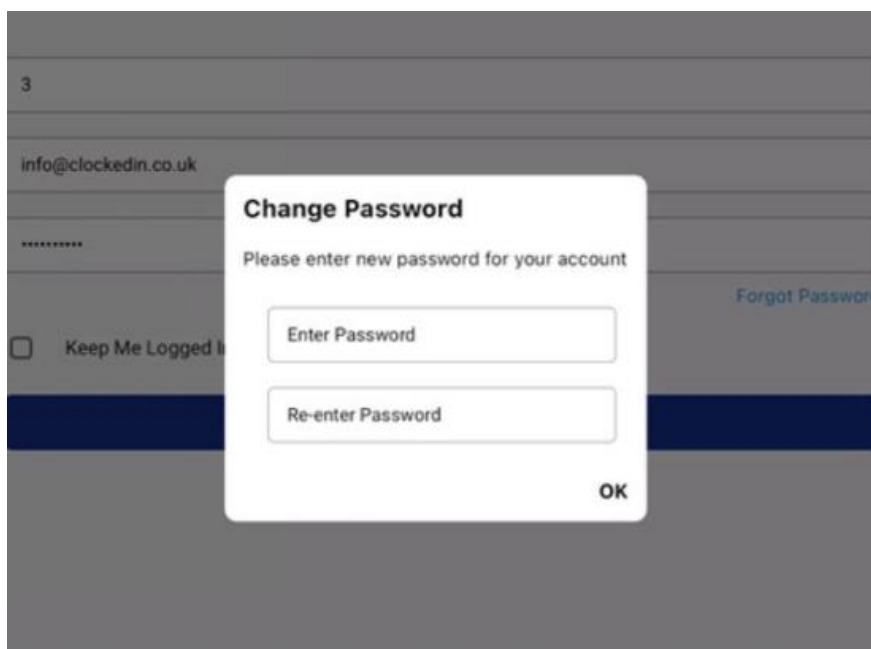 3
info@clockedin.co.uk
••••••••••
Change Password
Please enter new password for your account
Forgot Passwor
Enter Password
Keep Me Logged I
Re-enter Password
OK